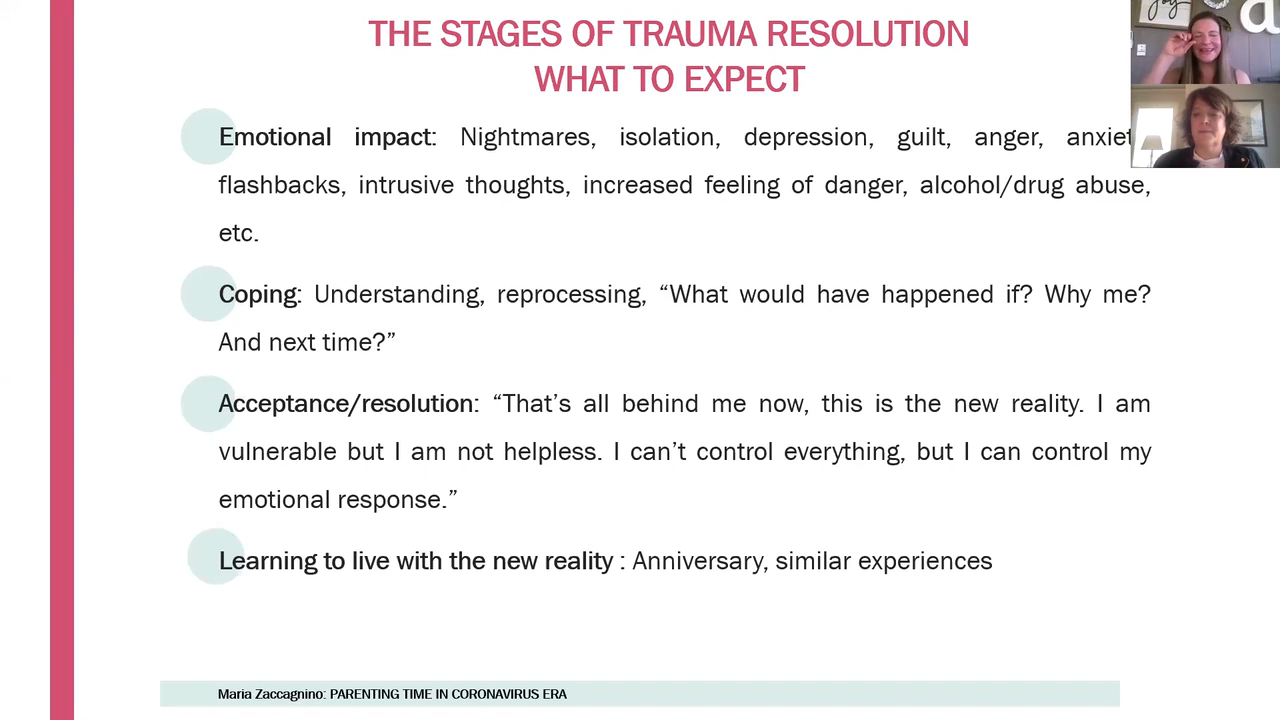 THE STAGES OF TRAUMA RESOLUTION
WHAT TO EXPECT
joy
a
Emotional impact: Nightmares, isolation, depression, guilt, anger, anxiet
flashbacks, intrusive thoughts, increased feeling of danger, alcohol/drug abuse,
etc.
Coping: Understanding, reprocessing, “What would have happened if? Why me?
And next time?”
Acceptance/resolution: “That’s all behind me now, this is the new reality. I am
vulnerable but I am not helpless. I can’t control everything, but I can control my
emotional response.”
Learning to live with the new reality : Anniversary, similar experiences
Maria Zaccagnino: PARENTING TIME IN CORONAVIRUS ERA